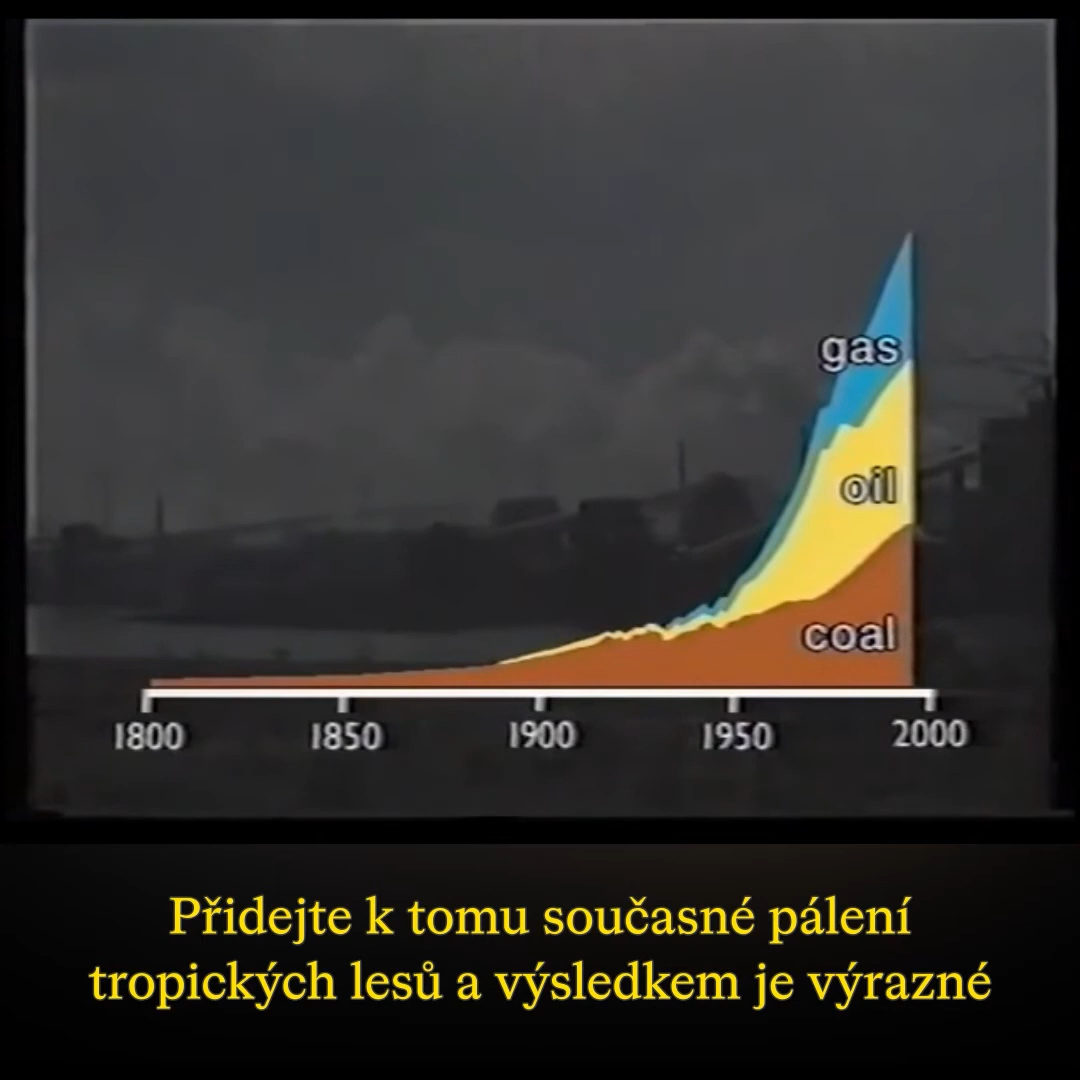 gas
oil
coal
1800 1850 1900 1950 2000
Přidejte k tomu současné pálení
tropických lesů a výsledkem je výrazné